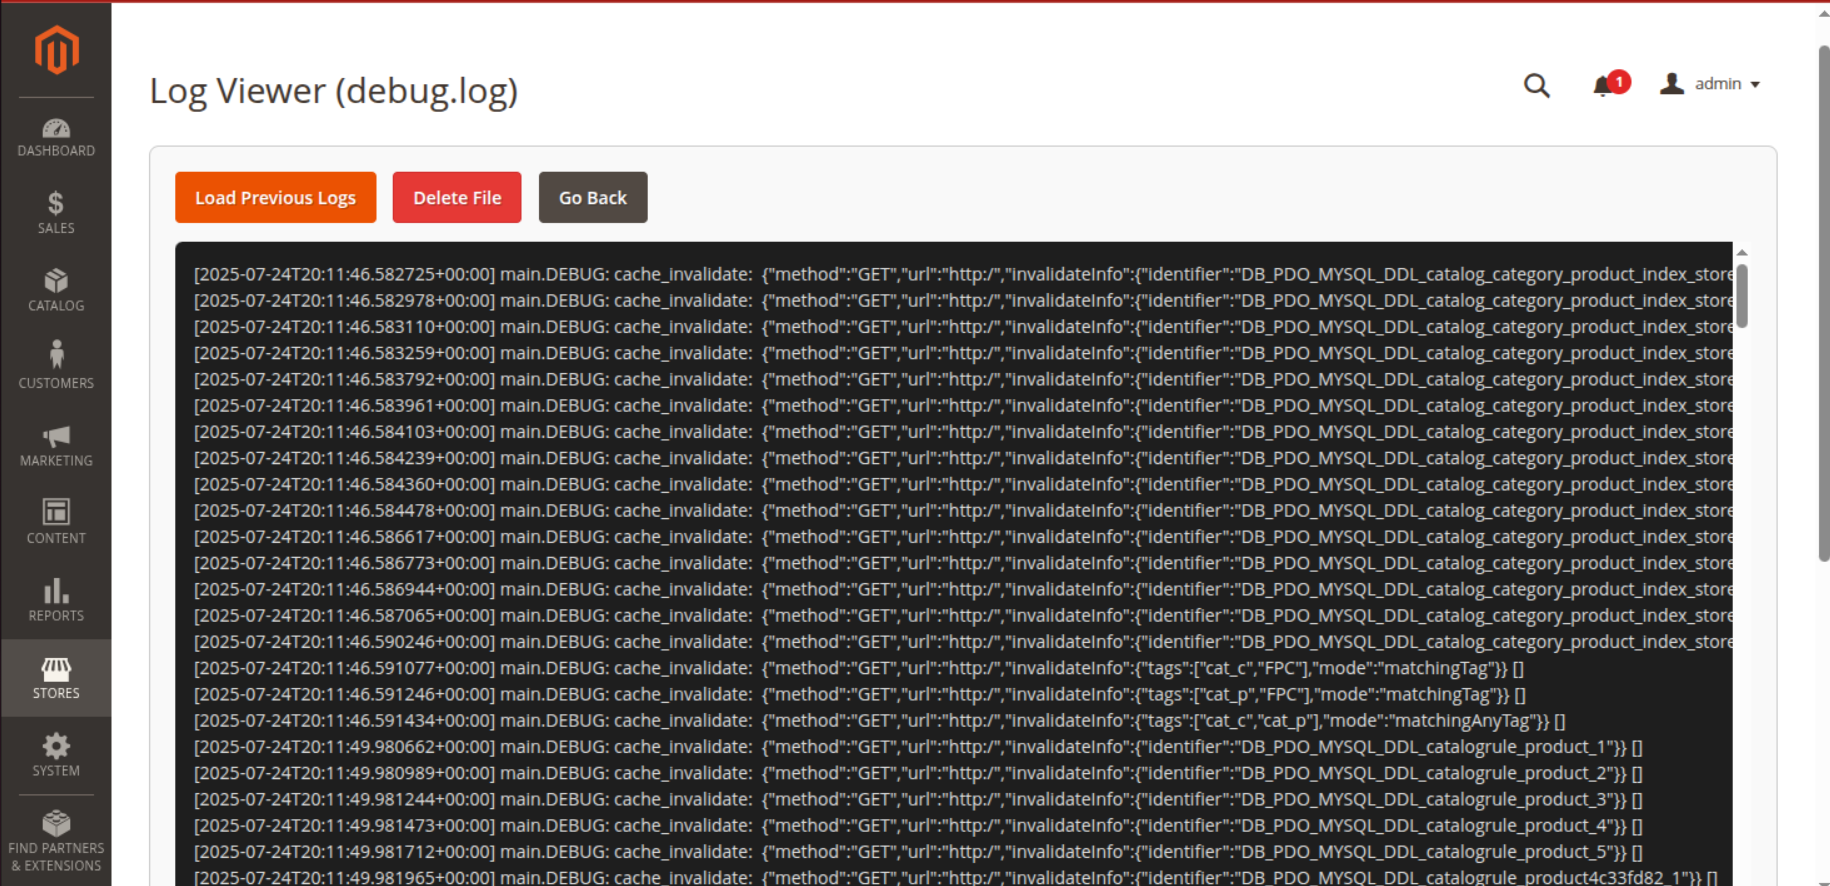 Log Viewer (debug.log)
1
admin
DASHBOARD
SALES
CATALOG
CUSTOMERS
MARKETING
CONTENT
REPORTS
STORES
SYSTEM
FIND PARTNERS
& EXTENSIONS
Load Previous Logs
Delete File
Go Back
[2025-07-24T20:11:46.582725+00:00] main.DEBUG: cache_invalidate:  {"method":"GET","url":"http:/","invalidateInfo":{"identifier":"DB_PDO_MYSQL_DDL_catalog_category_product_index_store
[2025-07-24T20:11:46.582978+00:00] main.DEBUG: cache_invalidate:  {"method":"GET","url":"http:/","invalidateInfo":{"identifier":"DB_PDO_MYSQL_DDL_catalog_category_product_index_store
[2025-07-24T20:11:46.583110+00:00] main.DEBUG: cache_invalidate:  {"method":"GET","url":"http:/","invalidateInfo":{"identifier":"DB_PDO_MYSQL_DDL_catalog_category_product_index_store
[2025-07-24T20:11:46.583259+00:00] main.DEBUG: cache_invalidate:  {"method":"GET","url":"http:/","invalidateInfo":{"identifier":"DB_PDO_MYSQL_DDL_catalog_category_product_index_store
[2025-07-24T20:11:46.583792+00:00] main.DEBUG: cache_invalidate:  {"method":"GET","url":"http:/","invalidateInfo":{"identifier":"DB_PDO_MYSQL_DDL_catalog_category_product_index_store
[2025-07-24T20:11:46.583961+00:00] main.DEBUG: cache_invalidate:  {"method":"GET","url":"http:/","invalidateInfo":{"identifier":"DB_PDO_MYSQL_DDL_catalog_category_product_index_store
[2025-07-24T20:11:46.584103+00:00] main.DEBUG: cache_invalidate:  {"method":"GET","url":"http:/","invalidateInfo":{"identifier":"DB_PDO_MYSQL_DDL_catalog_category_product_index_store
[2025-07-24T20:11:46.584239+00:00] main.DEBUG: cache_invalidate:  {"method":"GET","url":"http:/","invalidateInfo":{"identifier":"DB_PDO_MYSQL_DDL_catalog_category_product_index_store
[2025-07-24T20:11:46.584360+00:00] main.DEBUG: cache_invalidate:  {"method":"GET","url":"http:/","invalidateInfo":{"identifier":"DB_PDO_MYSQL_DDL_catalog_category_product_index_store
[2025-07-24T20:11:46.584478+00:00] main.DEBUG: cache_invalidate:  {"method":"GET","url":"http:/","invalidateInfo":{"identifier":"DB_PDO_MYSQL_DDL_catalog_category_product_index_store
[2025-07-24T20:11:46.586617+00:00] main.DEBUG: cache_invalidate:  {"method":"GET","url":"http:/","invalidateInfo":{"identifier":"DB_PDO_MYSQL_DDL_catalog_category_product_index_store
[2025-07-24T20:11:46.586773+00:00] main.DEBUG: cache_invalidate:  {"method":"GET","url":"http:/","invalidateInfo":{"identifier":"DB_PDO_MYSQL_DDL_catalog_category_product_index_store
[2025-07-24T20:11:46.586944+00:00] main.DEBUG: cache_invalidate:  {"method":"GET","url":"http:/","invalidateInfo":{"identifier":"DB_PDO_MYSQL_DDL_catalog_category_product_index_store
[2025-07-24T20:11:46.587065+00:00] main.DEBUG: cache_invalidate:  {"method":"GET","url":"http:/","invalidateInfo":{"identifier":"DB_PDO_MYSQL_DDL_catalog_category_product_index_store
[2025-07-24T20:11:46.590246+00:00] main.DEBUG: cache_invalidate:  {"method":"GET","url":"http:/","invalidateInfo":{"identifier":"DB_PDO_MYSQL_DDL_catalog_category_product_index_store
[2025-07-24T20:11:46.591077+00:00] main.DEBUG: cache_invalidate:  {"method":"GET","url":"http:/","invalidateInfo":{"tags":["cat_c","FPC"],"mode":"matchingTag"}} []
[2025-07-24T20:11:46.591246+00:00] main.DEBUG: cache_invalidate:  {"method":"GET","url":"http:/","invalidateInfo":{"tags":["cat_p","FPC"],"mode":"matchingTag"}} []
[2025-07-24T20:11:46.591434+00:00] main.DEBUG: cache_invalidate:  {"method":"GET","url":"http:/","invalidateInfo":{"tags":["cat_c","cat_p"],"mode":"matchingAnyTag"}} []
[2025-07-24T20:11:49.980662+00:00] main.DEBUG: cache_invalidate:  {"method":"GET","url":"http:/","invalidateInfo":{"identifier":"DB_PDO_MYSQL_DDL_catalogrule_product_1"}} []
[2025-07-24T20:11:49.980989+00:00] main.DEBUG: cache_invalidate:  {"method":"GET","url":"http:/","invalidateInfo":{"identifier":"DB_PDO_MYSQL_DDL_catalogrule_product_2"}} []
[2025-07-24T20:11:49.981244+00:00] main.DEBUG: cache_invalidate:  {"method":"GET","url":"http:/","invalidateInfo":{"identifier":"DB_PDO_MYSQL_DDL_catalogrule_product_3"}} []
[2025-07-24T20:11:49.981473+00:00] main.DEBUG: cache_invalidate:  {"method":"GET","url":"http:/","invalidateInfo":{"identifier":"DB_PDO_MYSQL_DDL_catalogrule_product_4"}} []
[2025-07-24T20:11:49.981712+00:00] main.DEBUG: cache_invalidate:  {"method":"GET","url":"http:/","invalidateInfo":{"identifier":"DB_PDO_MYSQL_DDL_catalogrule_product_5"}} []
[2025-07-24T20:11:49.981965+00:00] main.DEBUG: cache_invalidate:  {"method":"GET","url":"http:/","invalidateInfo":{"identifier":"DB_PDO_MYSQL_DDL_catalogrule_product4c33fd82_1"}} []